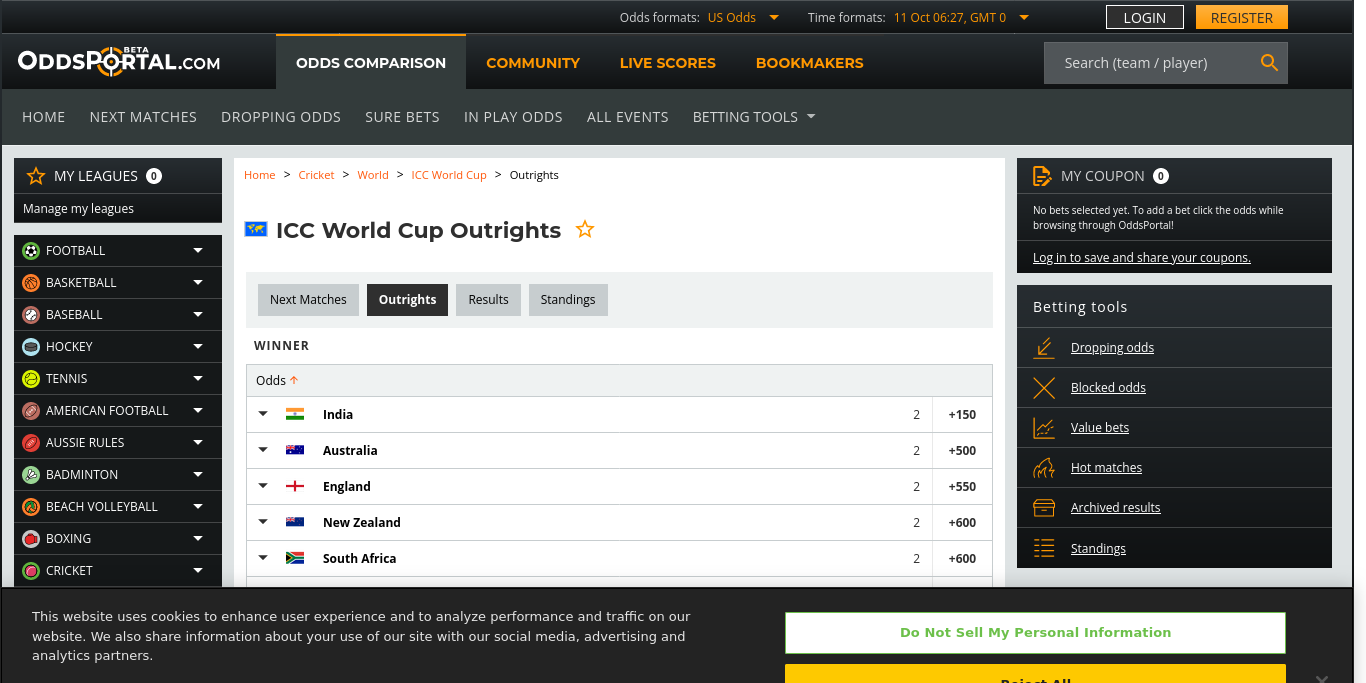 Odds formats: US Odds Time formats: 11 Oct 06:27, GMT 0 LOGIN REGISTER
BETA
ODDSPORTAL.COM ODDS COMPARISON COMMUNITY LIVE SCORES BOOKMAKERS Search (team / player)
HOME NEXT MATCHES DROPPING ODDS SURE BETS IN PLAY ODDS ALL EVENTS BETTING TOOLS
MY LEAGUES 0
Manage my leagues
FOOTBALL
BASKETBALL
BASEBALL
HOCKEY
TENNIS
AMERICAN FOOTBALL
AUSSIE RULES
BADMINTON
BEACH VOLLEYBALL
BOXING
CRICKET
Home > Cricket > World > ICC World Cup > Outrights
ICC World Cup Outrights
Next Matches Outrights Results Standings
WINNER
Odds
India 2 +150
Australia 2 +500
England 2 +550
New Zealand 2 +600
South Africa 2 +600
MY COUPON 0
No bets selected yet. To add a bet click the odds while
browsing through OddsPortal!
Log in to save and share your coupons.
Betting tools
Dropping odds
Blocked odds
Value bets
Hot matches
Archived results
Standings
This website uses cookies to enhance user experience and to analyze performance and traffic on our
website. We also share information about your use of our site with our social media, advertising and
analytics partners.
Do Not Sell My Personal Information
Reject All